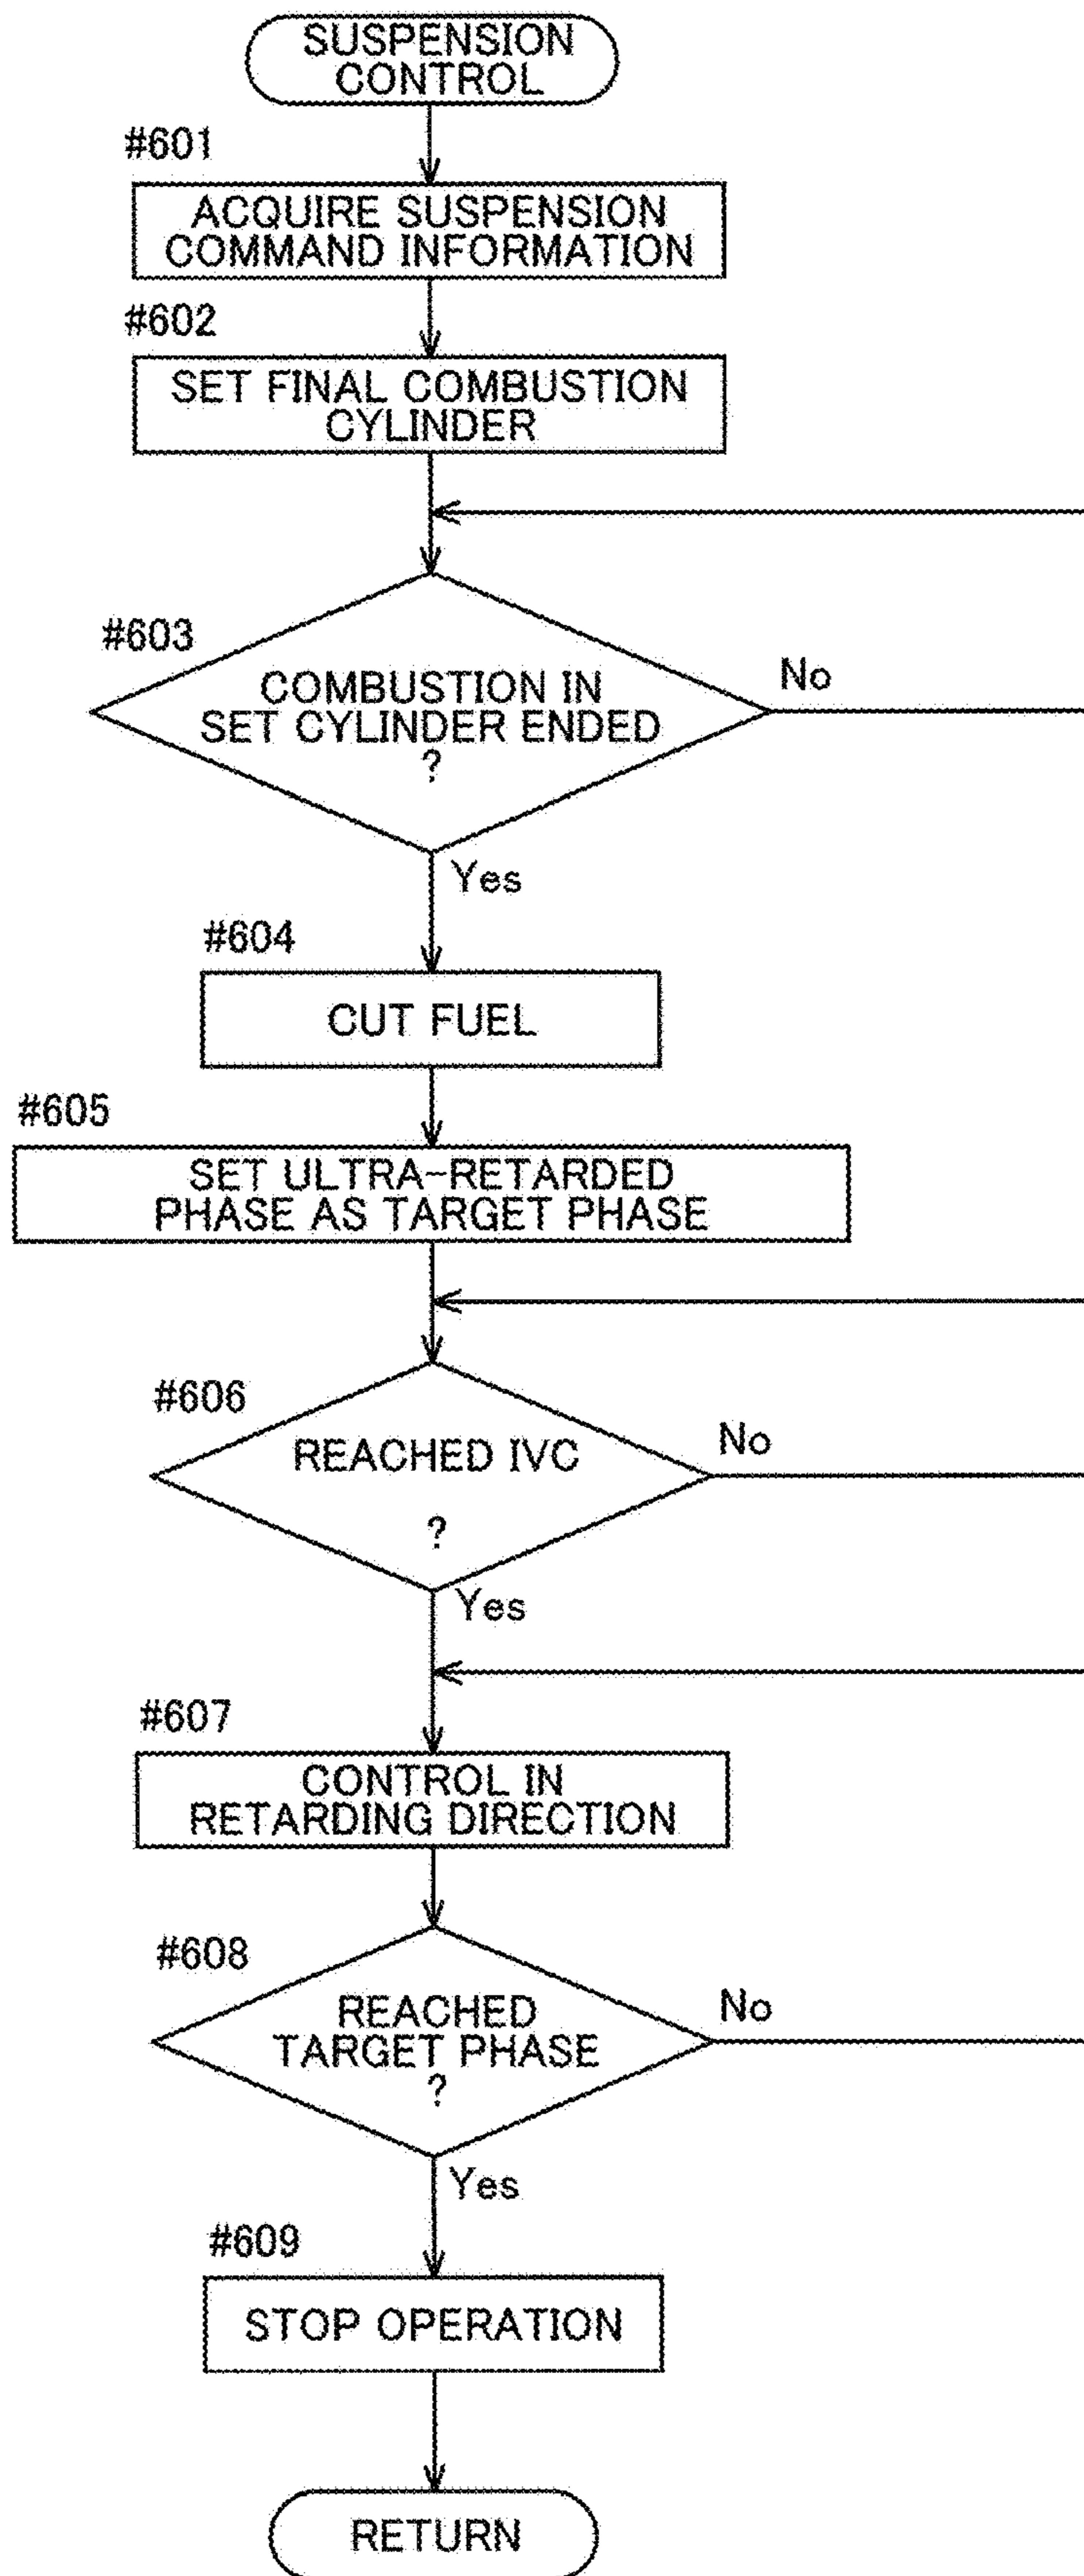 SUSPENSION
CONTROL
#601
ACQUIRE SUSPENSION
COMMAND INFORMATION
#602
SET FINAL COMBUSTION
CYLINDER
#603
COMBUSTION IN
SET CYLINDER ENDED
?
No
Yes
#604
CUT FUEL
#605
SET ULTRA-RETARDED
PHASE AS TARGET PHASE
#606
REACHED IVC
?
No
Yes
#607
CONTROL IN
RETARDING DIRECTION
#608
REACHED
TARGET PHASE
?
No
Yes
#609
STOP OPERATION
RETURN